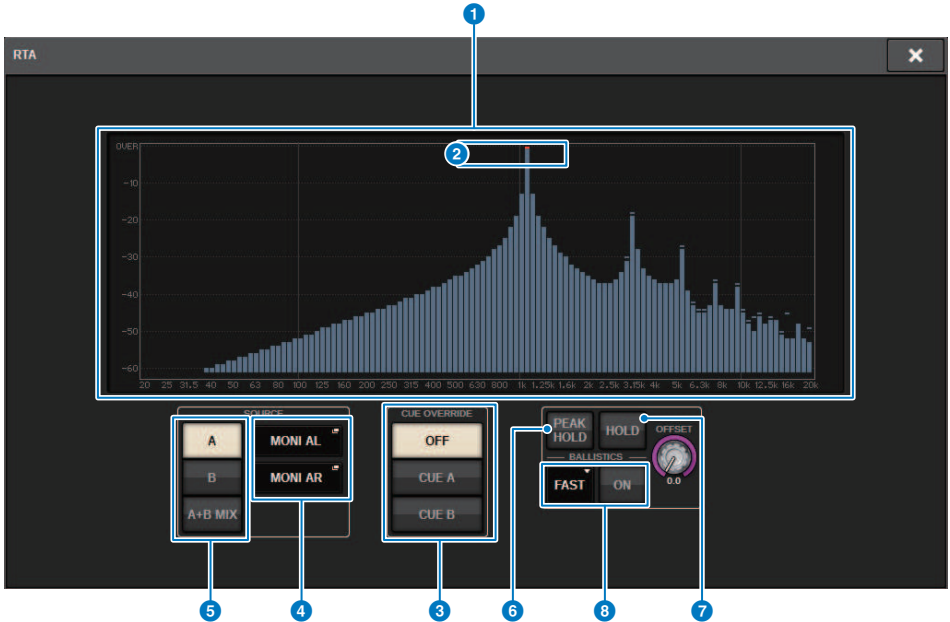 1
RTA
OVER
2
-10
-20
-30
-40
-50
-60
20 25 31.5 40 50 63 80 100 125 160 200 250 315 400 500 630 800 1k 1.25k 1.6k 2k 2.5k 3.15k 4k 5k 6.3k 8k 10k 12.5k 16k 20k
SOURCE
A
B
A+B MIX
MONI AL
MONI AR
CUE OVERRIDE
OFF
CUE A
CUE B
PEAK
HOLD
HOLD
OFFSET
0.0
BALLISTICS
FAST
ON
5 4 3 6 8 7